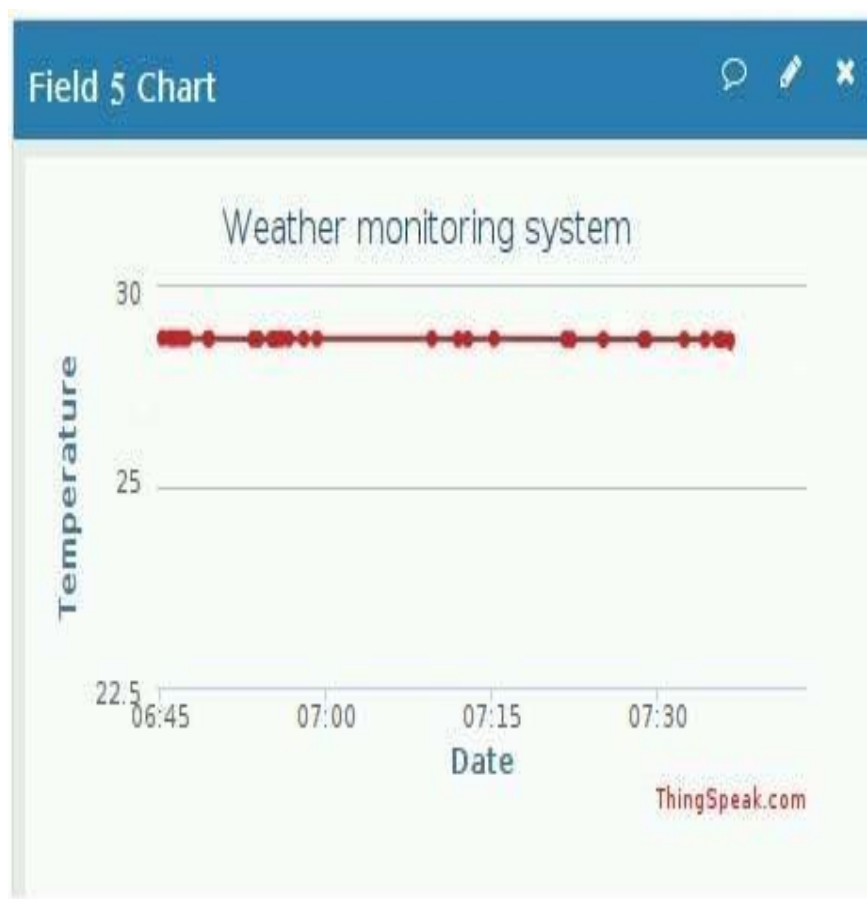 Field 5 Chart
Weather monitoring system
30
25
22.5
Temperature
06:45 07:00 07:15 07:30
Date
ThingSpeak.com